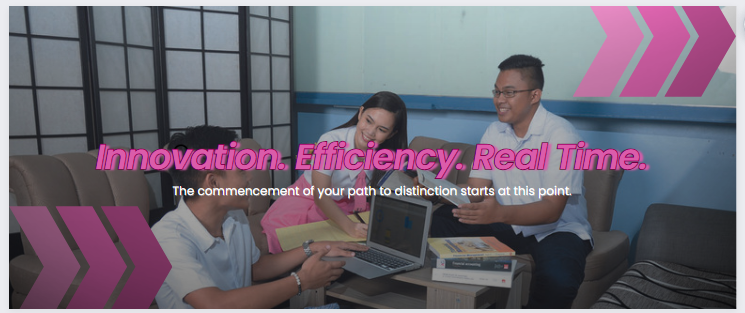 Innovation. Efficiency. Real Time.
The commencement of your path to distinction starts at this point.